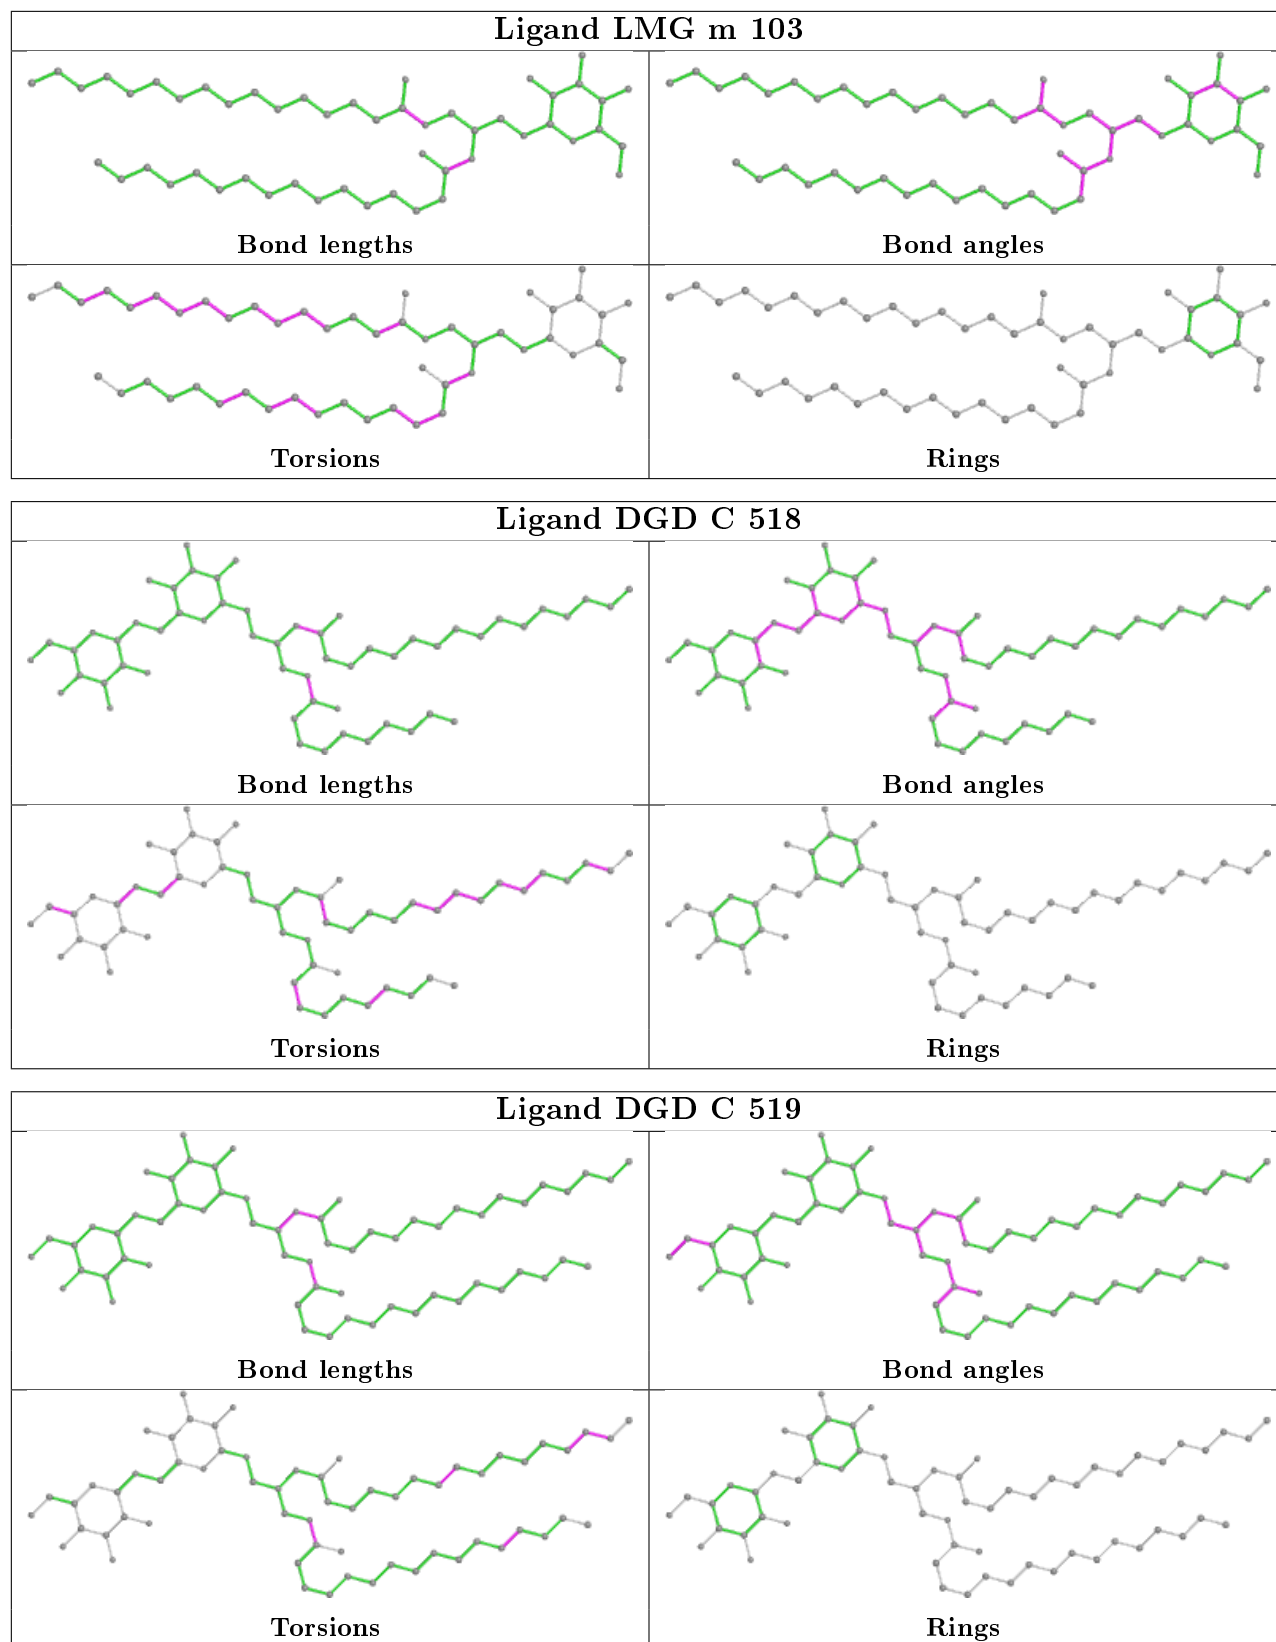 Ligand LMG m 103
Bond lengths
Bond angles
Torsions
Rings
Ligand DGD C 518
Bond lengths
Bond angles
Torsions
Rings
Ligand DGD C 519
Bond lengths
Bond angles
Torsions
Rings